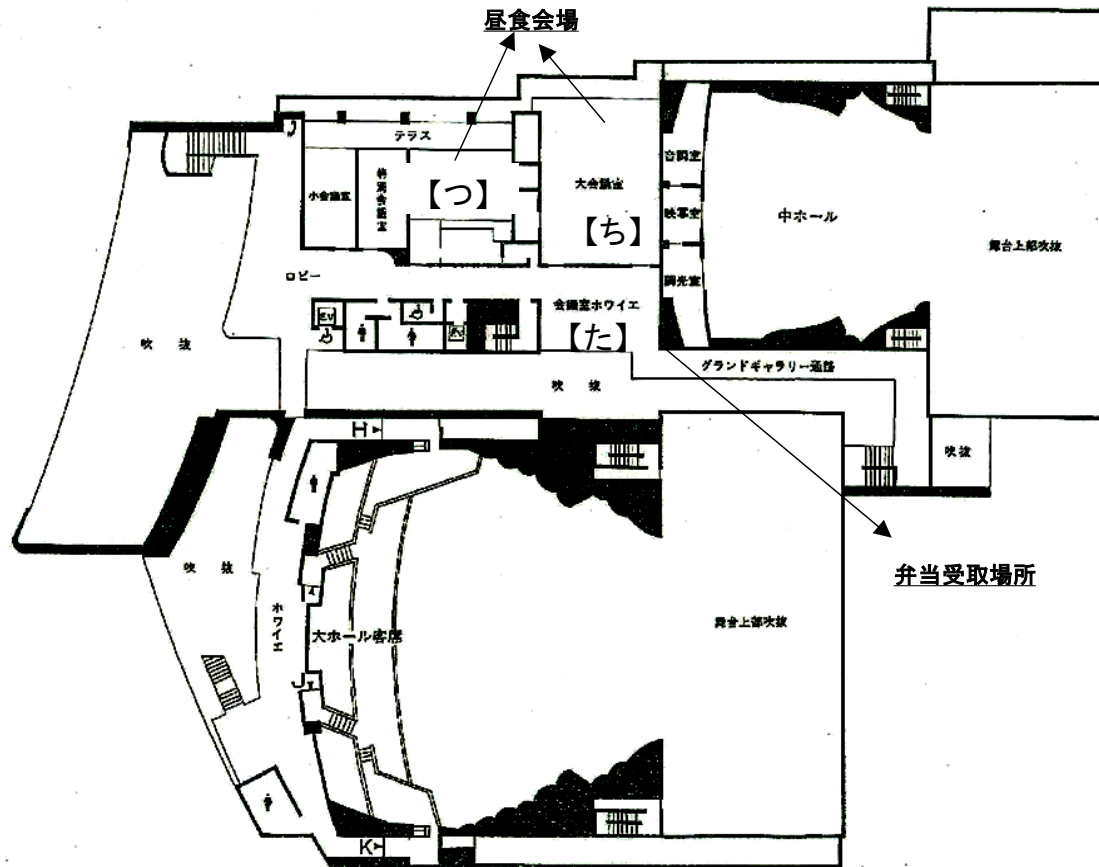 昼食会場
テラス
小会議室
特別会議室
【つ】
大会議室
【ち】
音調室
映写室
調光室
中ホール
舞台上部吹抜
ロビー
EV
EV
会議室ホワイエ
【た】
吹抜
グランドギャラリー通路
吹抜
吹抜
H
弁当受取場所
吹抜
ホワイエ
大ホール客席
舞台上部吹抜
J
K